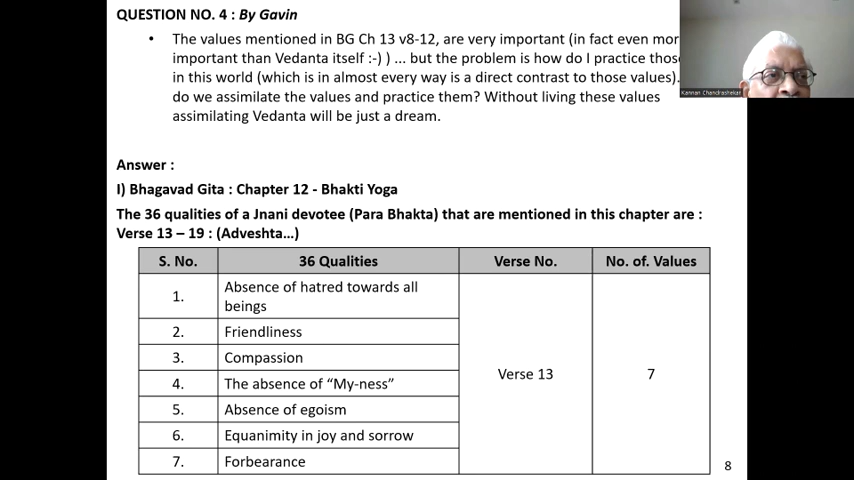 QUESTION NO. 4 : By Gavin
• The values mentioned in BG Ch 13 v8-12, are very important (in fact even
important than Vedanta itself :-) ) ... but the problem is how do I practice
in this world (which is in almost every way is a direct contrast to those values).
do we assimilate the values and practice them? Without living these values
assimilating Vedanta will be just a dream.
Kannan Chandrashekar
Answer :
I) Bhagavad Gita : Chapter 12 - Bhakti Yoga
The 36 qualities of a Jnani devotee (Para Bhakta) that are mentioned in this chapter are :
Verse 13 – 19 : (Adveshta...)
S. No. 36 Qualities Verse No. No. of. Values
1. Absence of hatred towards all
beings
2. Friendliness
3. Compassion
4. The absence of “My-ness”
Verse 13 7
5. Absence of egoism
6. Equanimity in joy and sorrow
7. Forbearance
8